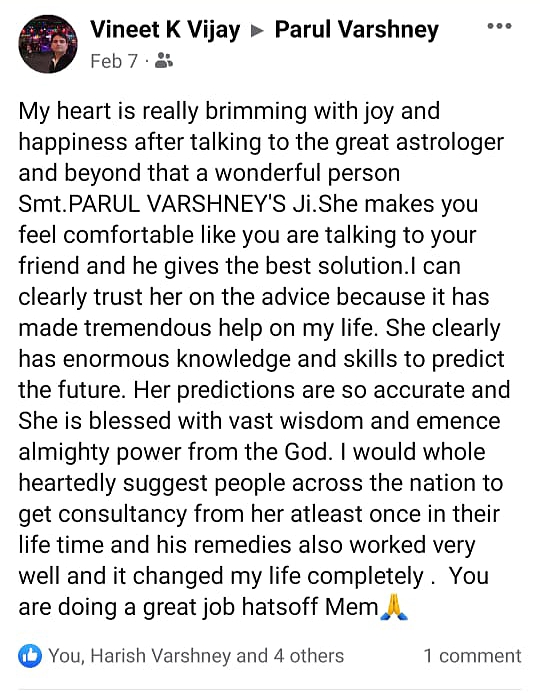 Vineet K Vijay ▸ Parul Varshney
Feb 7 ·
My heart is really brimming with joy and
happiness after talking to the great astrologer
and beyond that a wonderful person
Smt.PARUL VARSHNEY'S Ji.She makes you
feel comfortable like you are talking to your
friend and he gives the best solution.I can
clearly trust her on the advice because it has
made tremendous help on my life. She clearly
has enormous knowledge and skills to predict
the future. Her predictions are so accurate and
She is blessed with vast wisdom and emence
almighty power from the God. I would whole
heartedly suggest people across the nation to
get consultancy from her atleast once in their
life time and his remedies also worked very
well and it changed my life completely .  You
are doing a great job hatsoff Mem🙏
You, Harish Varshney and 4 others 1 comment